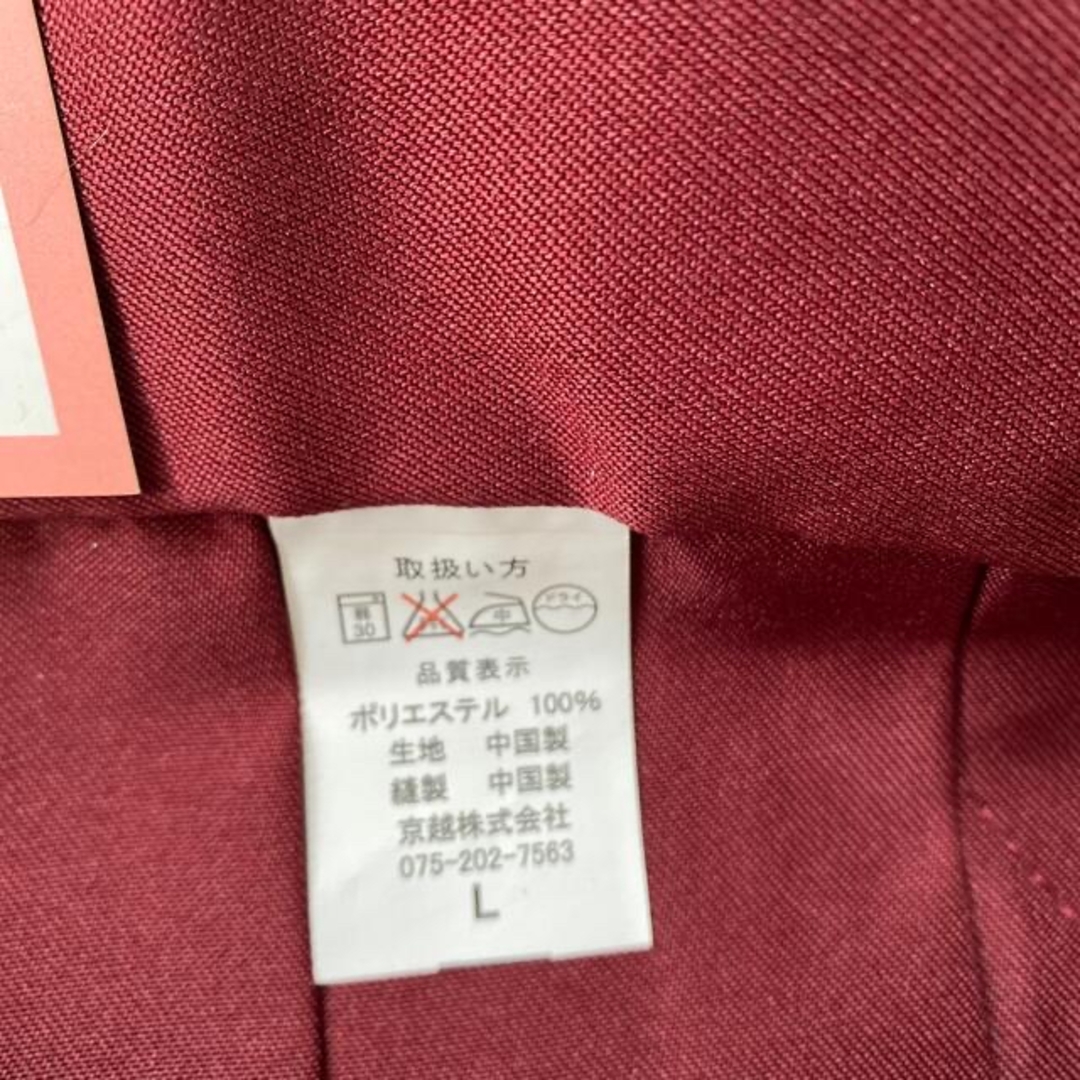 取扱い方
30 中 ドライ
品質表示
ポリエステル 100%
生地 中国製
縫製 中国製
京越株式会社
075-202-7563
L